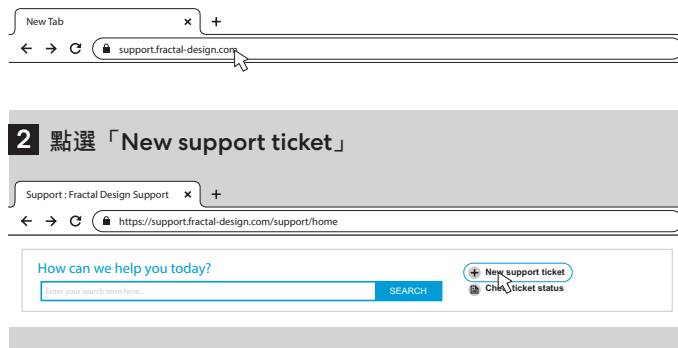 New Tab
support.fractal-design.com
2 點選「New support ticket」
Support : Fractal Design Support
https://support.fractal-design.com/support/home
How can we help you today?
New support ticket
Enter your search term here...
SEARCH
Check ticket status